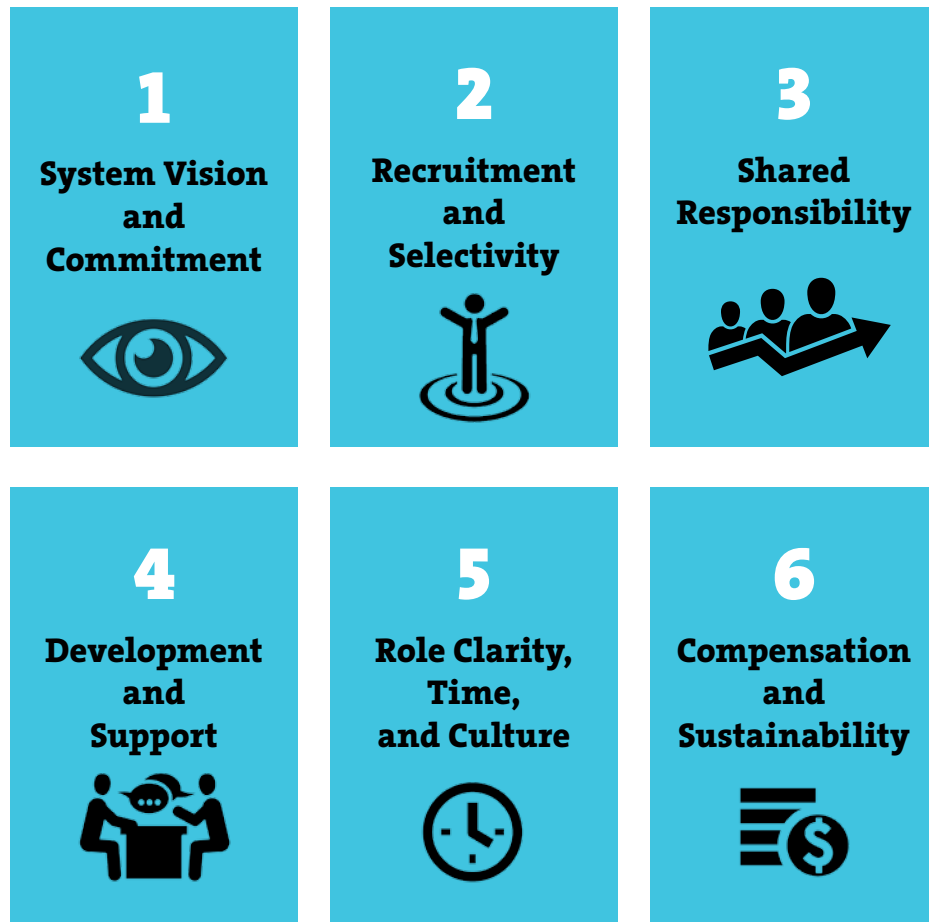 1
System Vision
and
Commitment
2
Recruitment
and
Selectivity
3
Shared
Responsibility
4
Development
and
Support
5
Role Clarity,
Time,
and Culture
6
Compensation
and
Sustainability
$